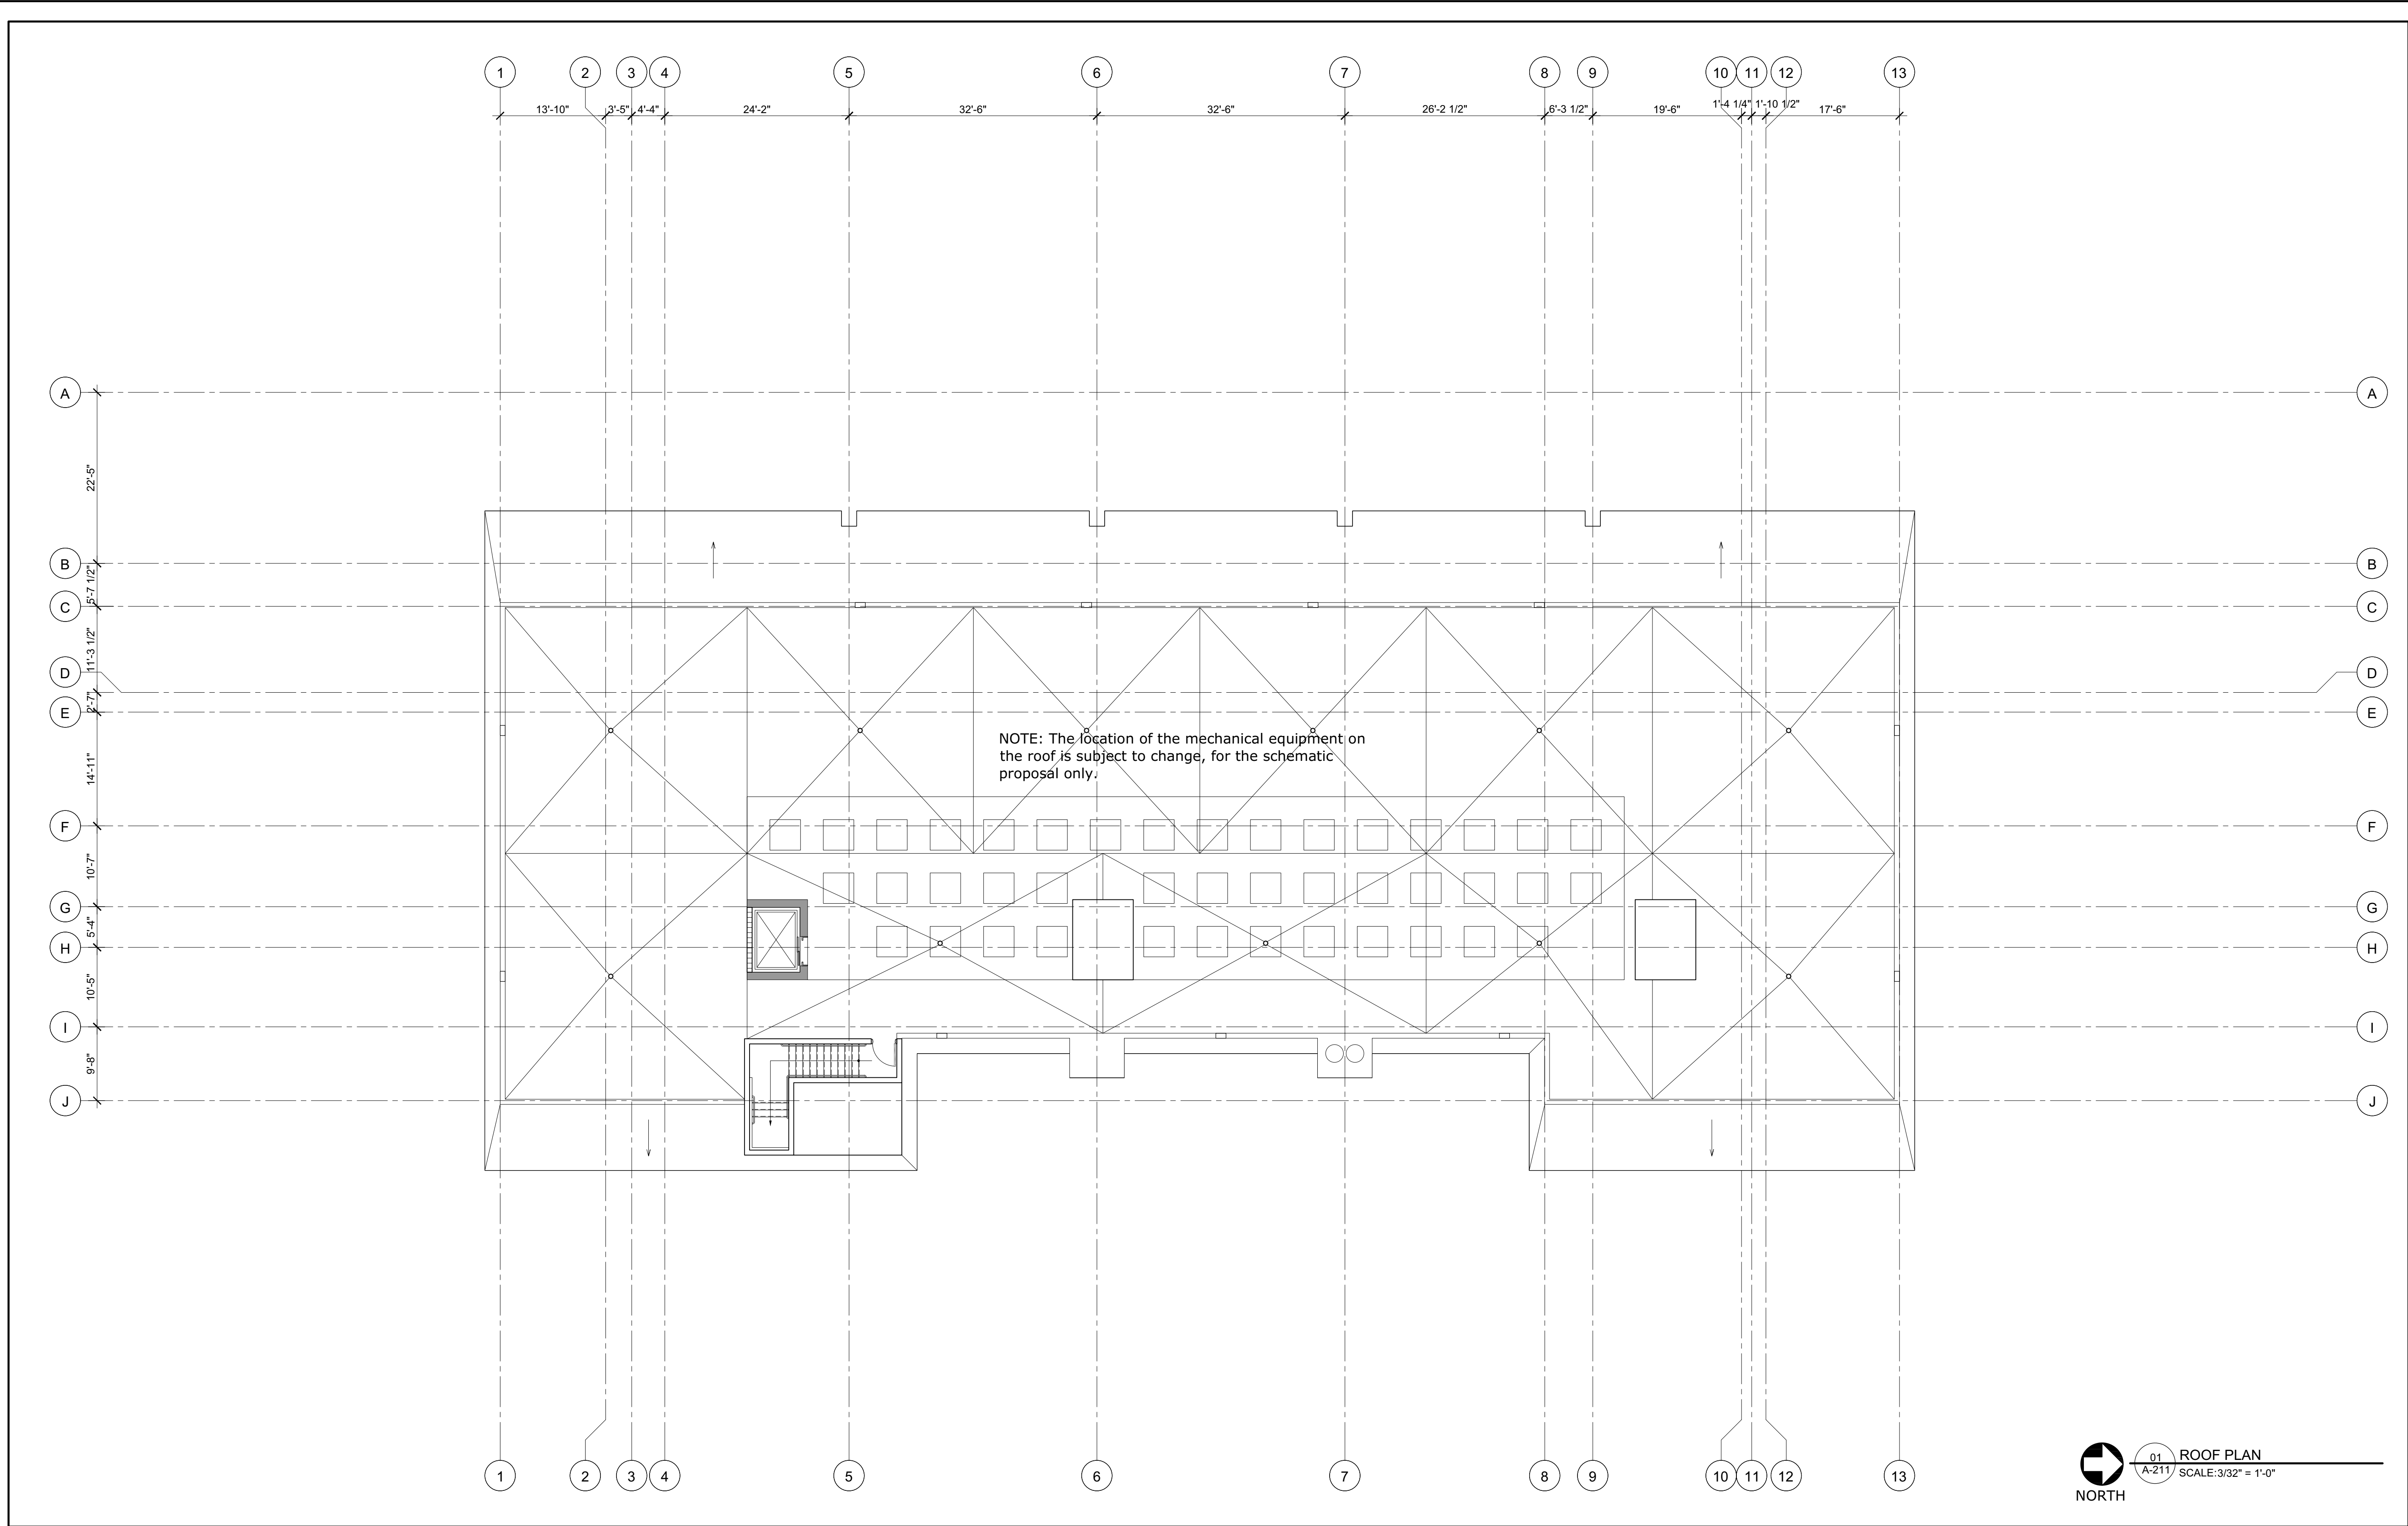 1 2 3 4 5 6 7 8 9 10 11 12 13
13'-10" 3'-5" 4'-4" 24'-2" 32'-6" 32'-6" 26'-2 1/2" 6'-3 1/2" 19'-6" 1'-4 1/4" 1'-10 1/2" 17'-6"
A A
22'-5"
B B
5'-7 1/2"
C C
11'-3 1/2"
D D
2'-7"
E E
NOTE: The location of the mechanical equipment on
the roof is subject to change, for the schematic
proposal only.
14'-11"
F F
10'-7"
G G
5'-4"
H H
10'-5"
I I
9'-8"
J J
1 2 3 4 5 6 7 8 9 10 11 12 13
NORTH
01
A-211
ROOF PLAN
SCALE:3/32" = 1'-0"